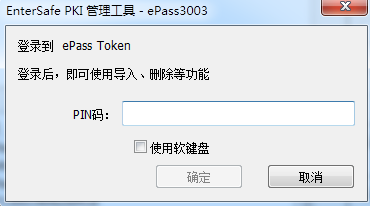 EnterSafe PKI 管理工具 - ePass3003
登录到 ePass Token
登录后，即可使用导入、删除等功能
PIN码：
使用软键盘
确定 取消